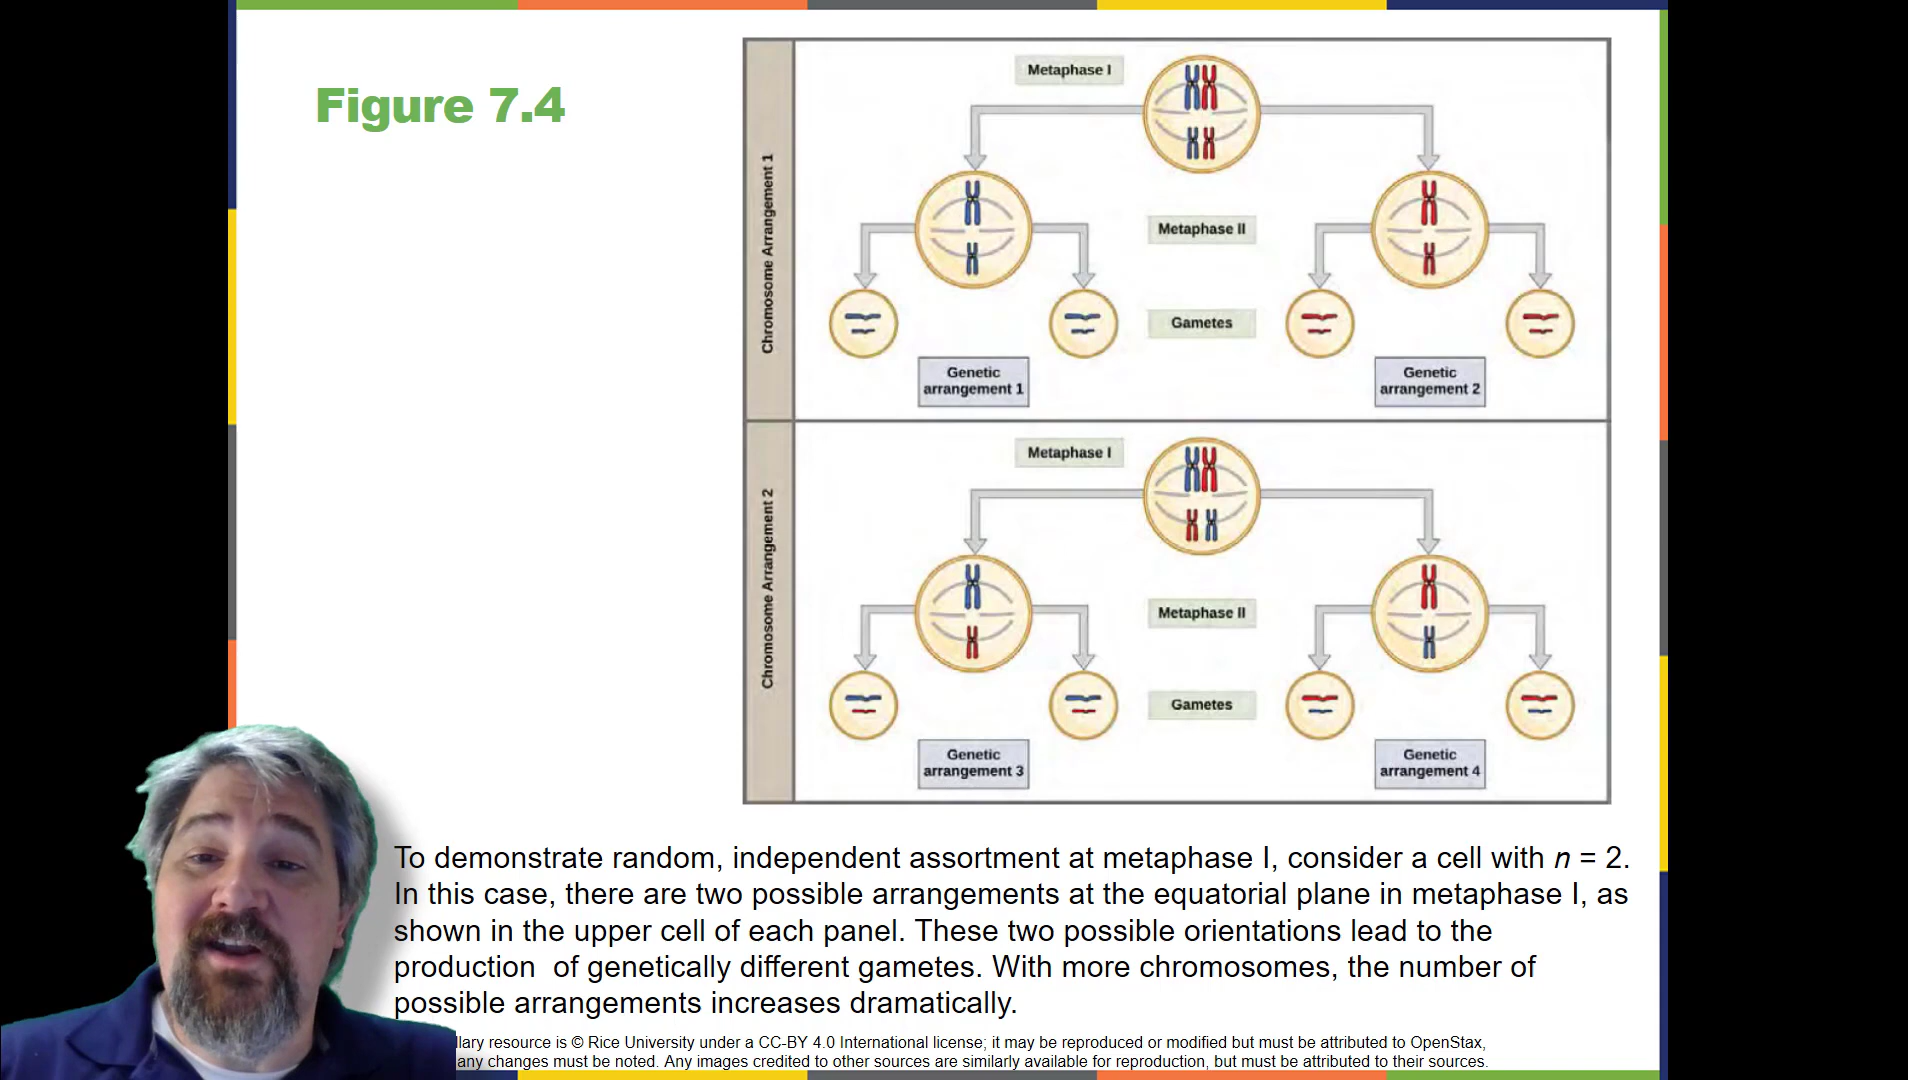 Figure 7.4
Chromosome Arrangement 1
Metaphase I
Metaphase II
Gametes
Genetic
arrangement 1
Genetic
arrangement 2
Chromosome Arrangement 2
Metaphase I
Metaphase II
Gametes
Genetic
arrangement 3
Genetic
arrangement 4
To demonstrate random, independent assortment at metaphase I, consider a cell with n = 2.
In this case, there are two possible arrangements at the equatorial plane in metaphase I, as
shown in the upper cell of each panel. These two possible orientations lead to the
production of genetically different gametes. With more chromosomes, the number of
possible arrangements increases dramatically.
resource is © Rice University under a CC-BY 4.0 International license; it may be reproduced or modified but must be attributed to OpenStax,
any changes must be noted. Any images credited to other sources are similarly available for reproduction, but must be attributed to their sources.